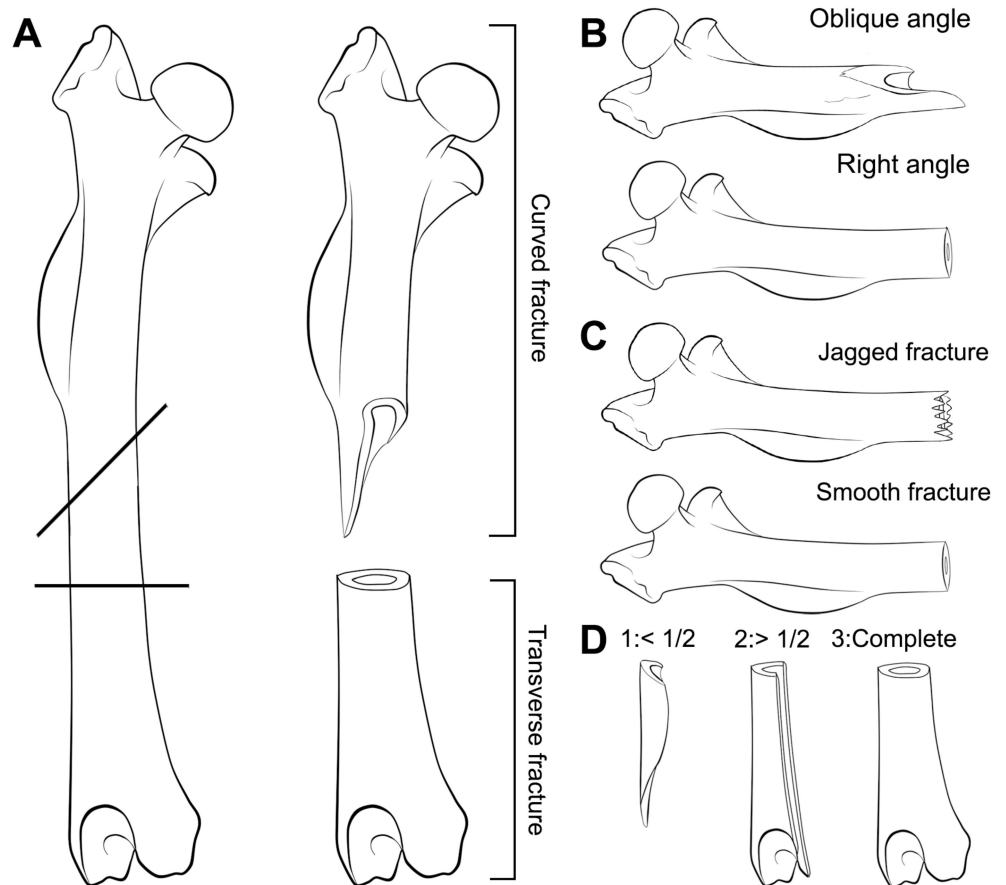 A
Curved fracture
Transverse fracture
B
Oblique angle
Right angle
C
Jagged fracture
Smooth fracture
D
1:< 1/2
2:> 1/2
3:Complete